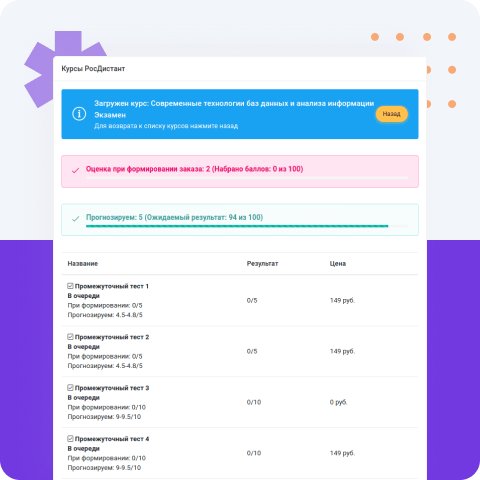 Курсы РосДистант
Загружен курс: Современные технологии баз данных и анализа информации
Экзамен
Для возврата к списку курсов нажмите назад
Назад
Оценка при формировании заказа: 2 (Набрано баллов: 0 из 100)
Прогнозируем: 5 (Ожидаемый результат: 94 из 100)
Название Результат Цена
Промежуточный тест 1
В очереди
При формировании: 0/5
Прогнозируем: 4.5-4.8/5
0/5 149 руб.
Промежуточный тест 2
В очереди
При формировании: 0/5
Прогнозируем: 4.5-4.8/5
0/5 149 руб.
Промежуточный тест 3
В очереди
При формировании: 0/10
Прогнозируем: 9-9.5/10
0/10 0 руб.
Промежуточный тест 4
В очереди
При формировании: 0/10
Прогнозируем: 9-9.5/10
0/10 149 руб.